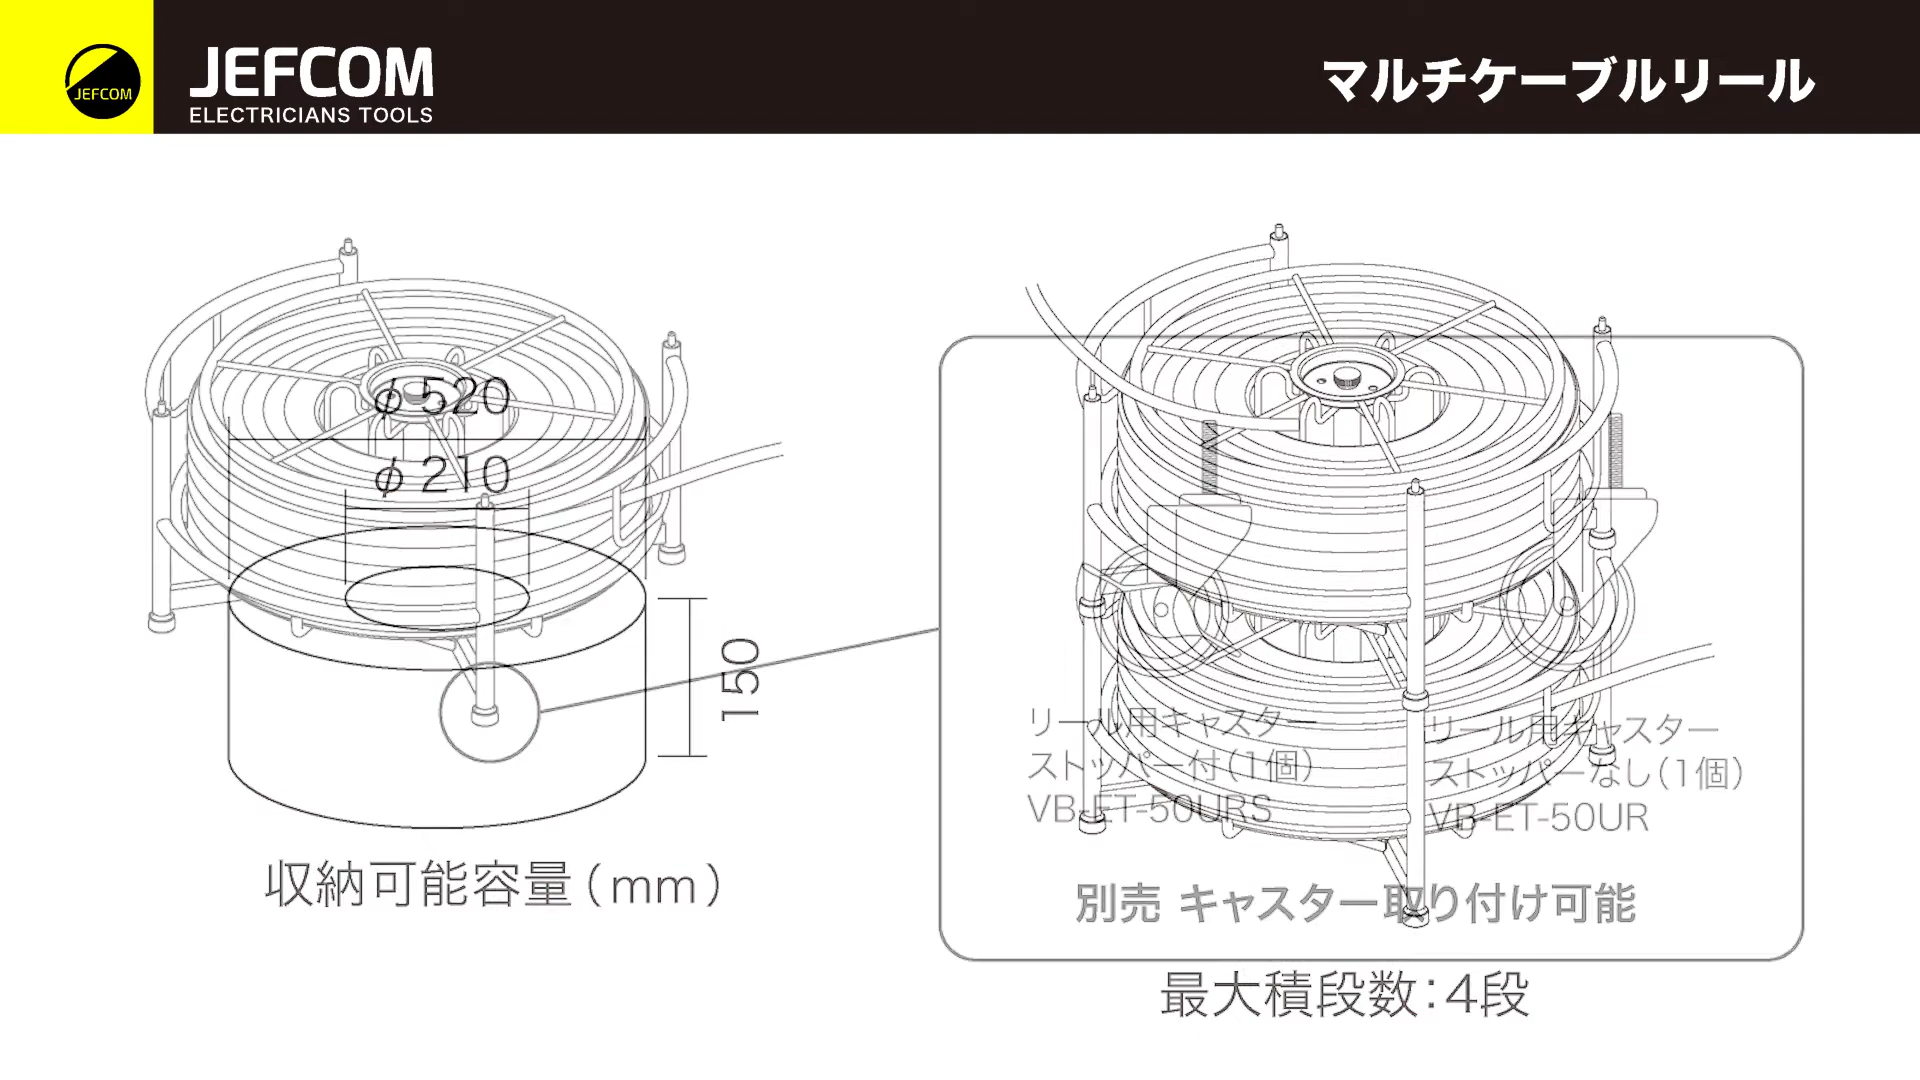 JEFCOM
JEFCOM
ELECTRICIANS TOOLS
マルチケーブルリール
φ520
φ210
150
収納可能容量(mm)
リール用キャスター
ストッパー付(1個)
VB-ET-50URS
リール用キャスター
ストッパーなし(1個)
VB-ET-50UR
別売 キャスター取り付け可能
最大積段数:4段